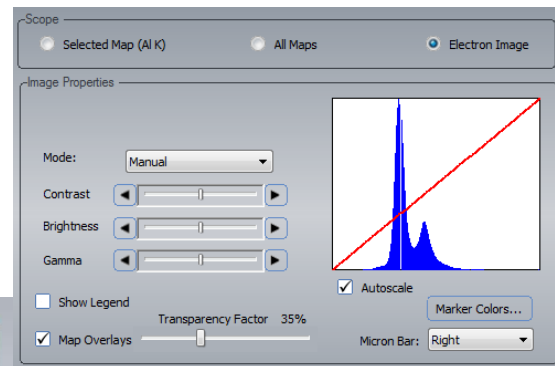 Scope
Selected Map (Al K)
All Maps
Electron Image
Image Properties
Mode:
Manual
Contrast
Brightness
Gamma
Autoscale
Show Legend
Marker Colors...
Transparency Factor 35%
Map Overlays
Micron Bar:
Right